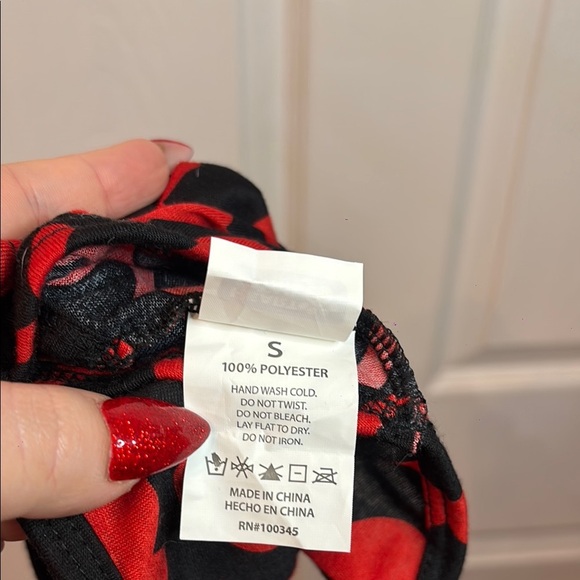 S
100% POLYESTER
HAND WASH COLD.
DO NOT TWIST.
DO NOT BLEACH.
LAY FLAT TO DRY.
DO NOT IRON.
MADE IN CHINA
HECHO EN CHINA
RN#100345